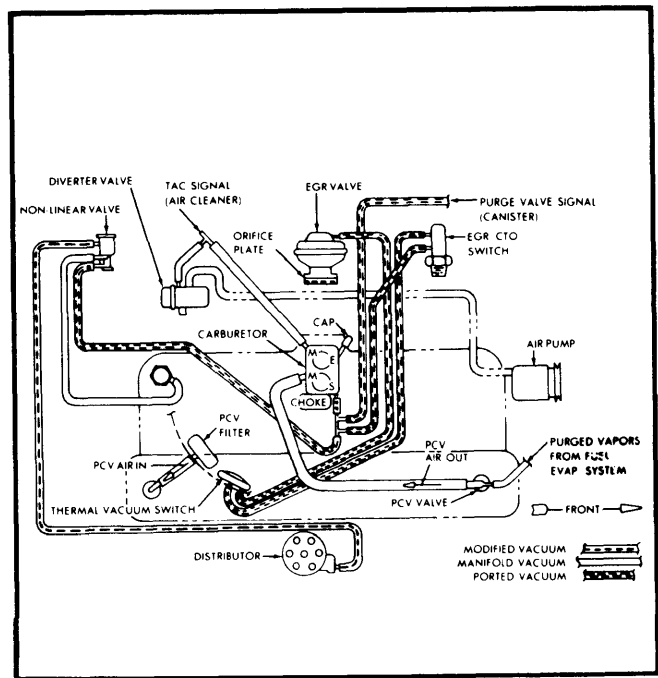 DIVERTER VALVE
TAC SIGNAL
(AIR CLEANER)
EGR VALVE
NON-LINEAR VALVE
ORIFICE
PLATE
PURGE VALVE SIGNAL
(CANISTER)
EGR CTO
SWITCH
CARBURETOR
CAP
M
E
M
S
CHOKE
AIR PUMP
PCV
FILTER
PCV AIR IN
THERMAL VACUUM SWITCH
PCV
AIR OUT
PURGED VAPORS
FROM FUEL
EVAP SYSTEM
PCV VALVE
FRONT
DISTRIBUTOR
MODIFIED VACUUM
MANIFOLD VACUUM
PORTED VACUUM